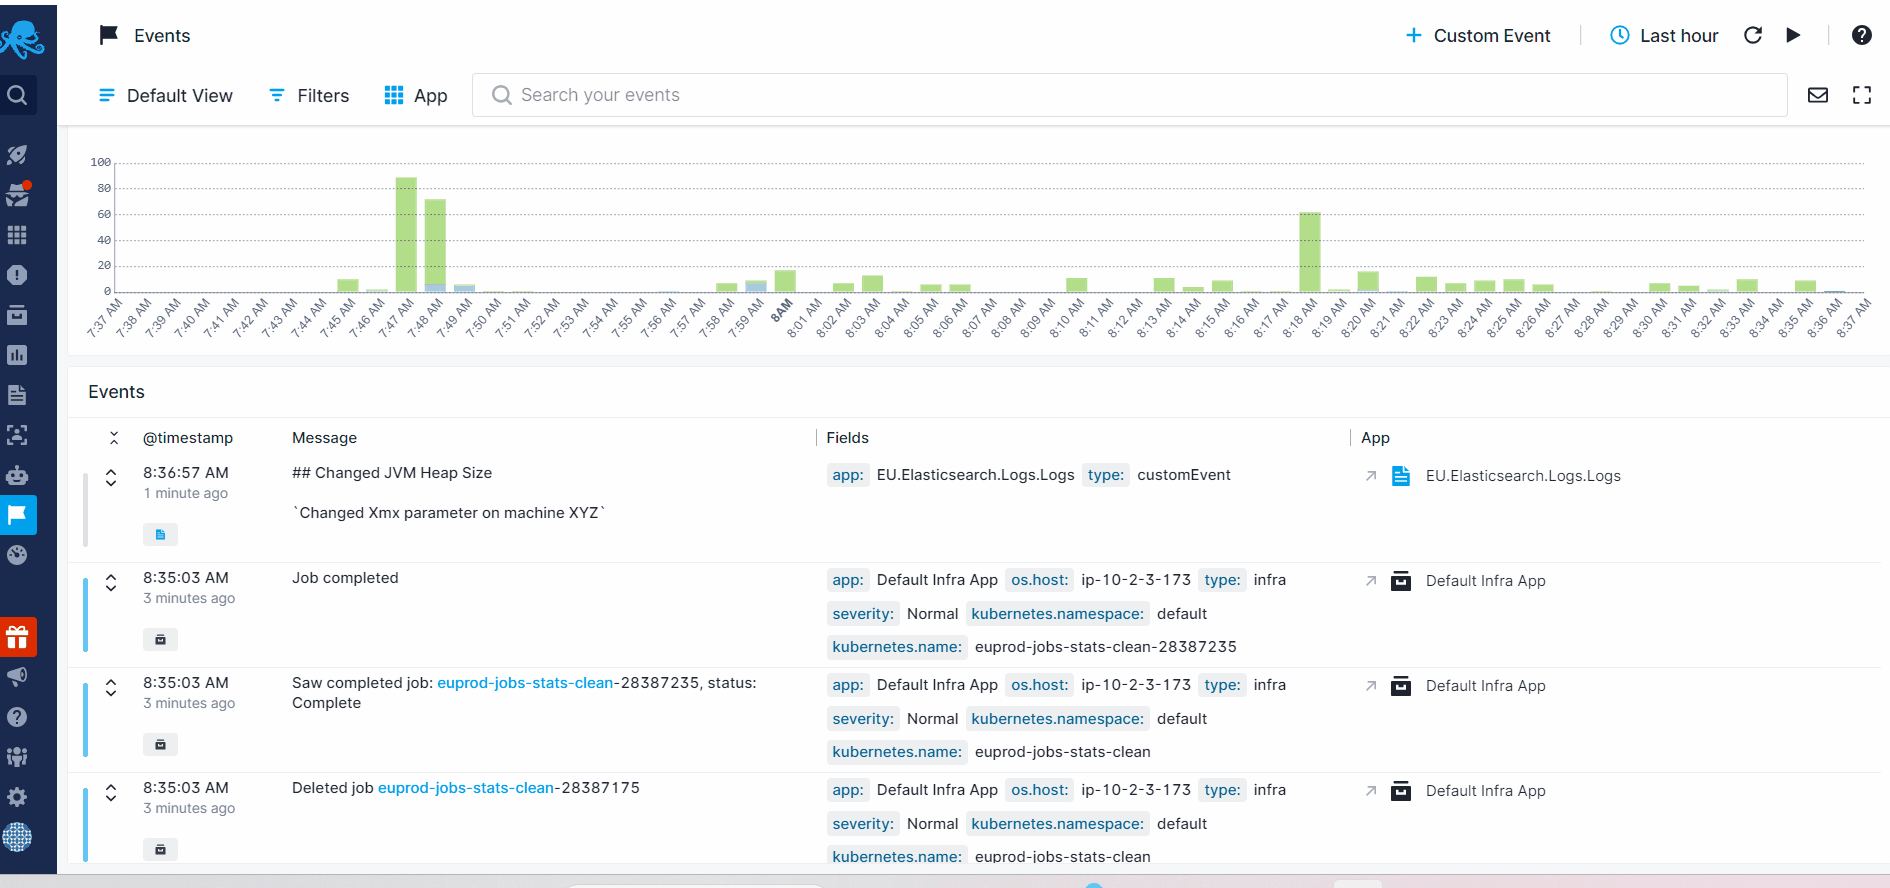 Events
Custom Event
Last hour
Default View
Filters
App
Search your events
100
80
60
40
20
0
7:37 AM 7:38 AM 7:39 AM 7:40 AM 7:41 AM 7:42 AM 7:43 AM 7:44 AM 7:45 AM 7:46 AM 7:47 AM 7:48 AM 7:49 AM 7:50 AM 7:51 AM 7:52 AM 7:53 AM 7:54 AM 7:55 AM 7:56 AM 7:57 AM 7:58 AM 7:59 AM 8AM 8:01 AM 8:02 AM 8:03 AM 8:04 AM 8:05 AM 8:06 AM 8:07 AM 8:08 AM 8:09 AM 8:10 AM 8:11 AM 8:12 AM 8:13 AM 8:14 AM 8:15 AM 8:16 AM 8:17 AM 8:18 AM 8:19 AM 8:20 AM 8:21 AM 8:22 AM 8:23 AM 8:24 AM 8:25 AM 8:26 AM 8:27 AM 8:28 AM 8:29 AM 8:30 AM 8:31 AM 8:32 AM 8:33 AM 8:34 AM 8:35 AM 8:36 AM 8:37 AM
Events
@timestamp Message Fields App
8:36:57 AM
1 minute ago
## Changed JVM Heap Size
`Changed Xmx parameter on machine XYZ`
app: EU.Elasticsearch.Logs.Logs type: customEvent
EU.Elasticsearch.Logs.Logs
8:35:03 AM
3 minutes ago
Job completed
app: Default Infra App os.host: ip-10-2-3-173 type: infra
severity: Normal kubernetes.namespace: default
kubernetes.name: euprod-jobs-stats-clean-28387235
Default Infra App
8:35:03 AM
3 minutes ago
Saw completed job: euprod-jobs-stats-clean-28387235, status:
Complete
app: Default Infra App os.host: ip-10-2-3-173 type: infra
severity: Normal kubernetes.namespace: default
kubernetes.name: euprod-jobs-stats-clean
Default Infra App
8:35:03 AM
3 minutes ago
Deleted job euprod-jobs-stats-clean-28387175
app: Default Infra App os.host: ip-10-2-3-173 type: infra
severity: Normal kubernetes.namespace: default
kubernetes.name: euprod-jobs-stats-clean
Default Infra App